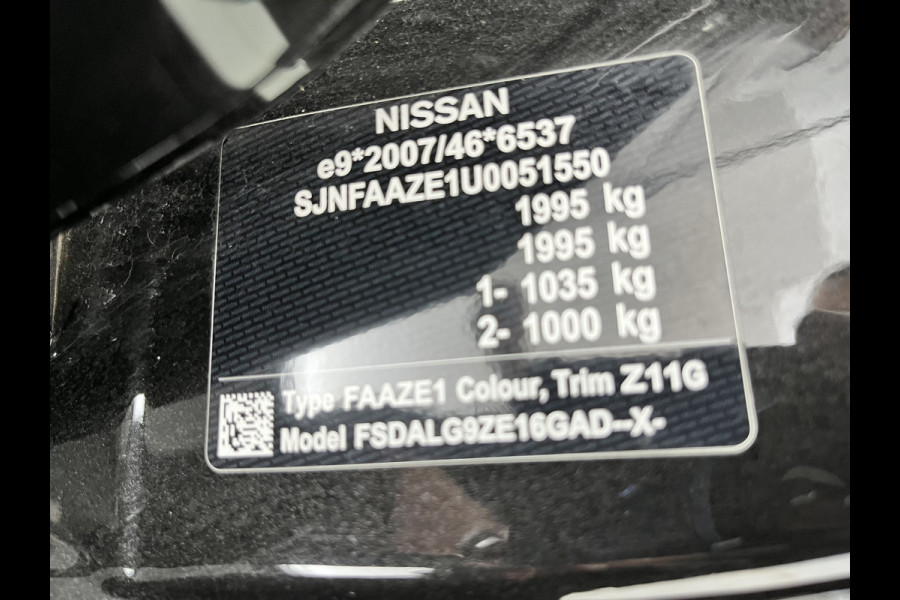 NISSAN
e9*2007/46*6537
SJNFAAZE1U0051550
1995 kg
1995 kg
1- 1035 kg
2- 1000 kg
Type FAAZE1 Colour, Trim Z11G
Model FSDALG9ZE16GAD--X-